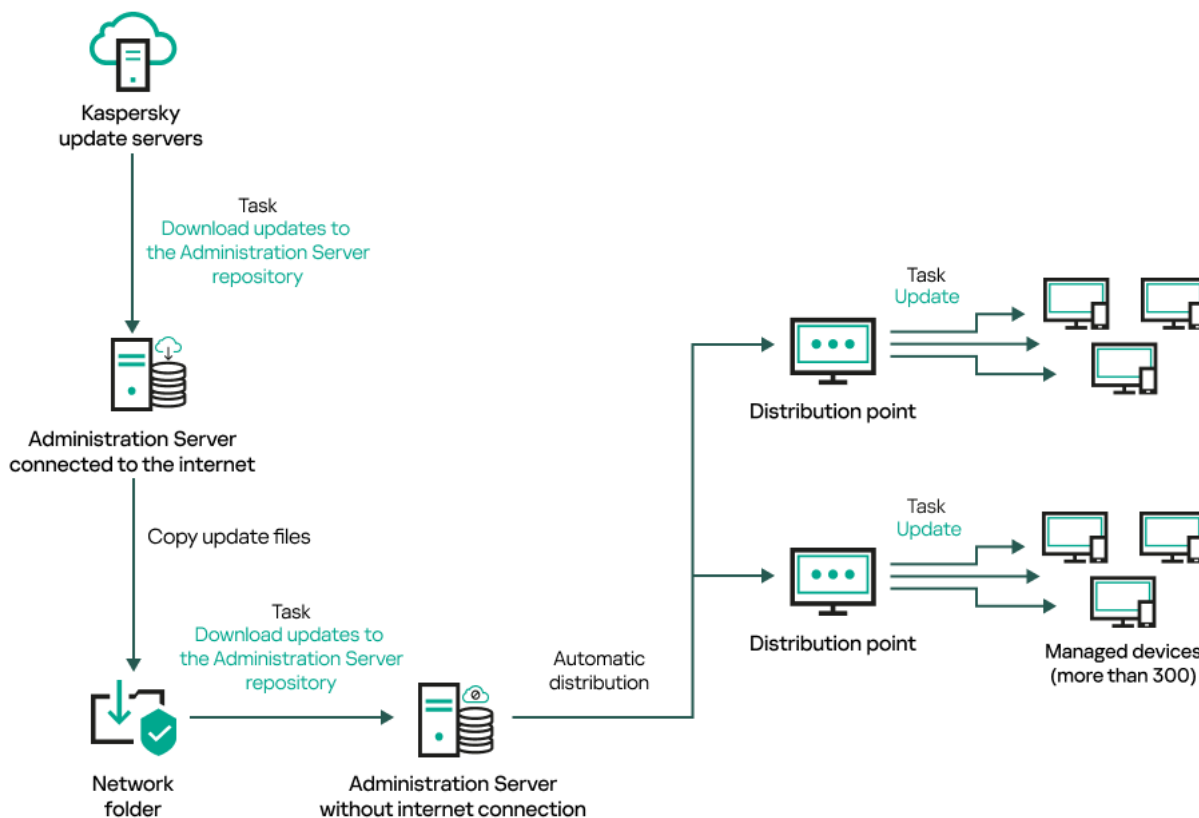 Kaspersky
update servers
Task
Download updates to
the Administration Server
repository
Administration Server
connected to the internet
Copy update files
Task
Download updates to
the Administration Server
repository
Network
folder
Administration Server
without internet connection
Automatic
distribution
Task
Update
Distribution point
Task
Update
Distribution point
Managed devices
(more than 300)